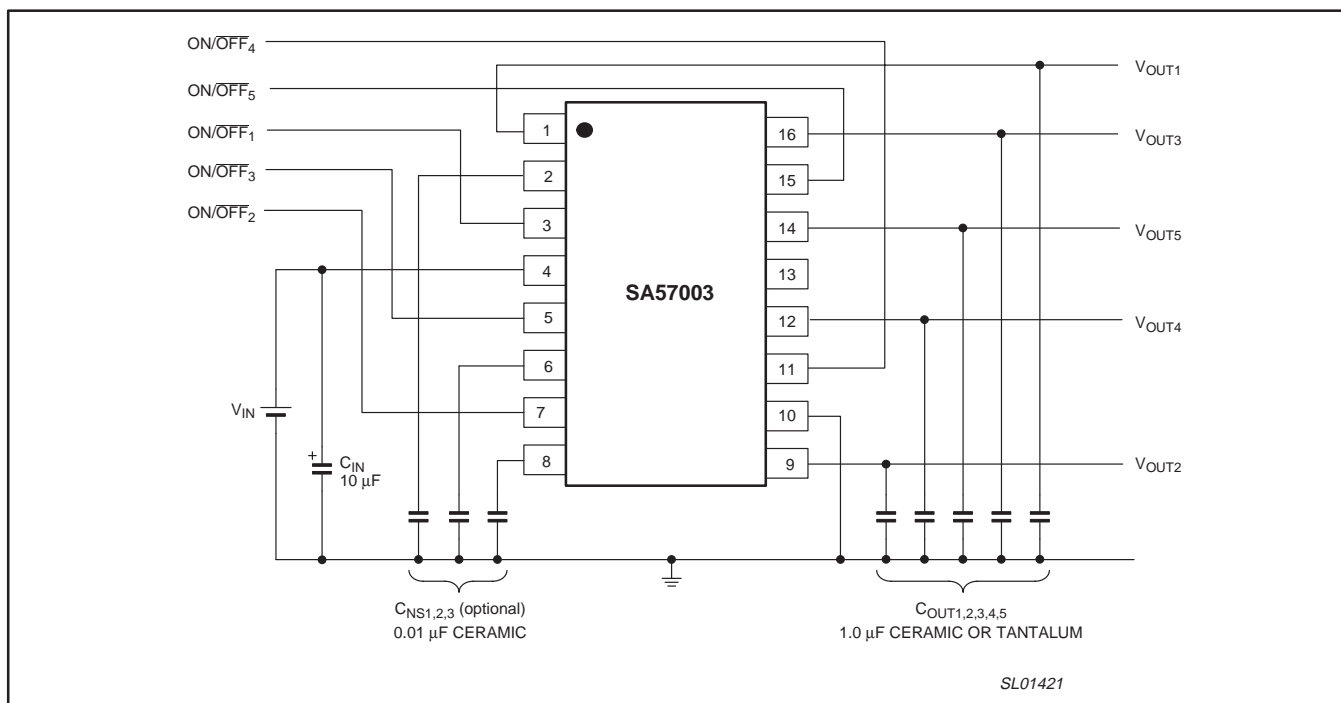 ON/OFF4
VOUT1
ON/OFF5
ON/OFF1
1
16
VOUT3
ON/OFF3
2
15
ON/OFF2
3
14
VOUT5
4
13
SA57003
5
12
VOUT4
6
11
VIN
7
10
+
CIN
10 μF
8
9
VOUT2
CNS1,2,3 (optional)
0.01 μF CERAMIC
COUT1,2,3,4,5
1.0 μF CERAMIC OR TANTALUM
SL01421